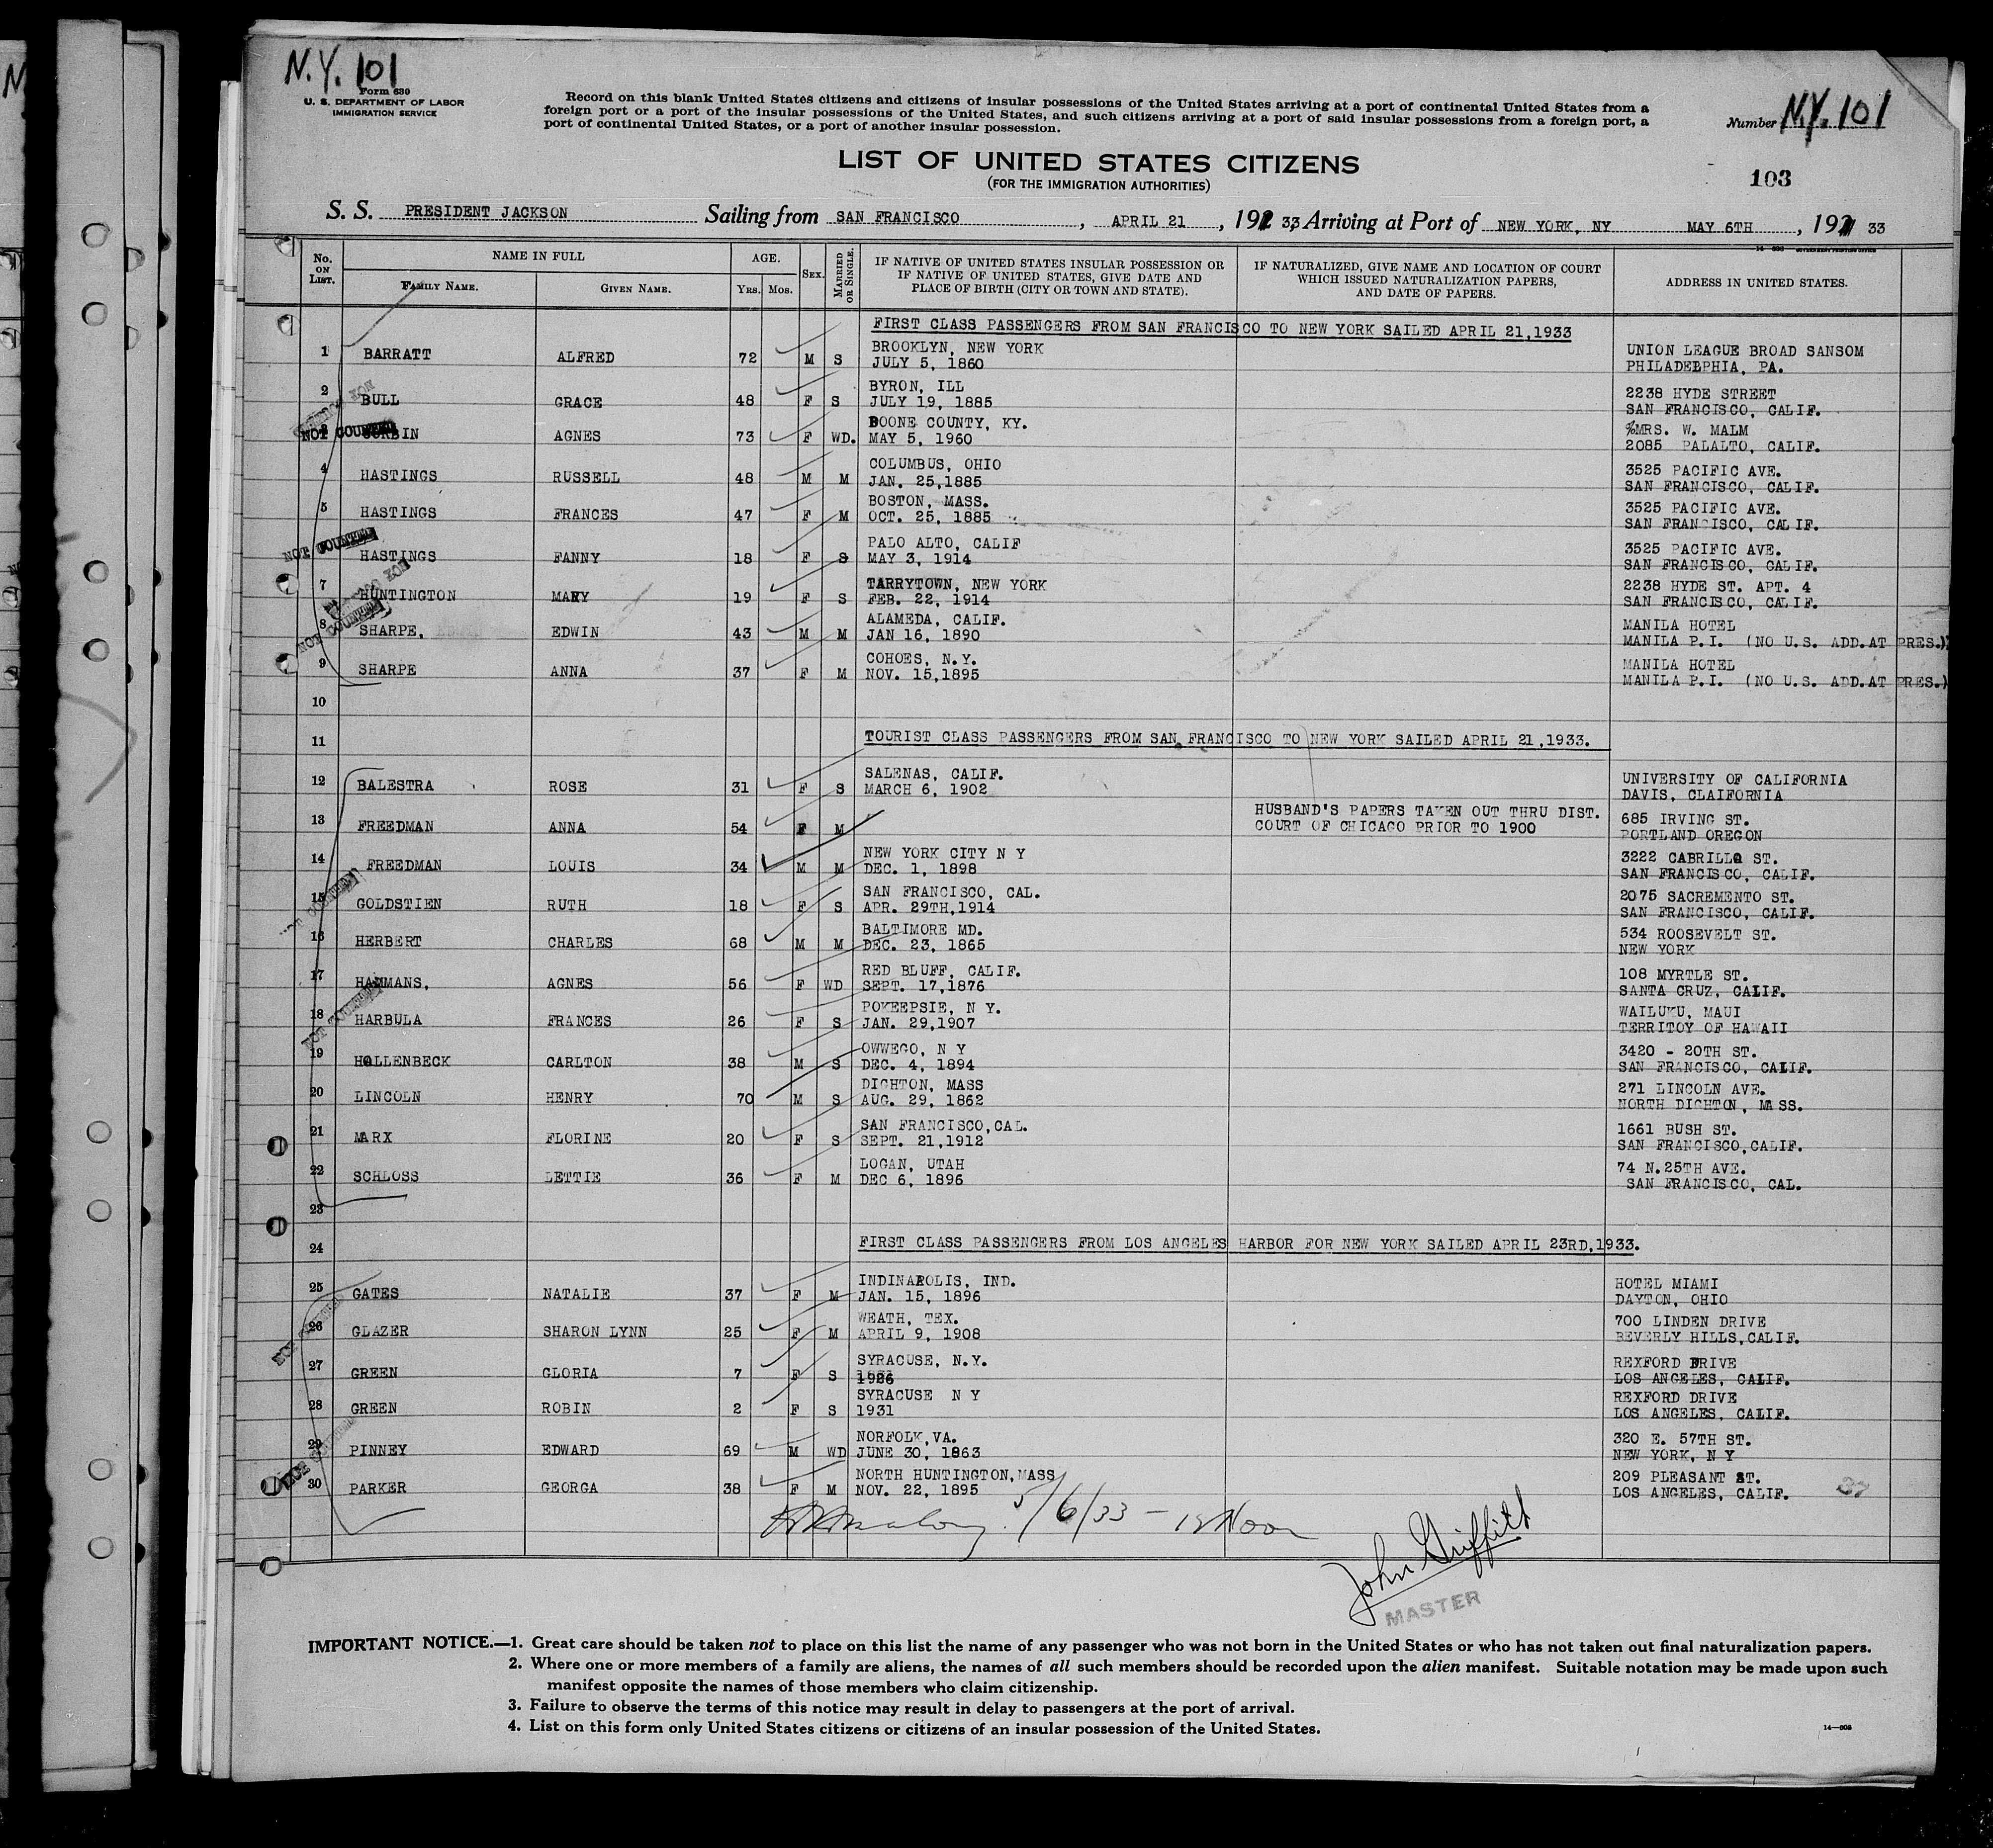 N.Y. 101
Form 630
U. S. DEPARTMENT OF LABOR
IMMIGRATION SERVICE
Record on this blank United States citizens and citizens of insular possessions of the United States arriving at a port of continental United States from a
foreign port or a port of the insular possessions of the United States, and such citizens arriving at a port of said insular possessions from a foreign port, a
port of continental United States, or a port of another insular possession.
Number N.Y. 101
LIST OF UNITED STATES CITIZENS
(FOR THE IMMIGRATION AUTHORITIES)
103
S. S. PRESIDENT JACKSON Sailing from SAN FRANCISCO, APRIL 21, 192 33, Arriving at Port of NEW YORK, NY MAY 6TH, 192 33
No. ON LIST. NAME IN FULL FAMILY NAME. GIVEN NAME. AGE. YRS. MOS. SEX. MARRIED OR SINGLE.
IF NATIVE OF UNITED STATES INSULAR POSSESSION OR
IF NATIVE OF UNITED STATES, GIVE DATE AND
PLACE OF BIRTH (CITY OR TOWN AND STATE).
IF NATURALIZED, GIVE NAME AND LOCATION OF COURT
WHICH ISSUED NATURALIZATION PAPERS,
AND DATE OF PAPERS.
ADDRESS IN UNITED STATES.
FIRST CLASS PASSENGERS FROM SAN FRANCISCO TO NEW YORK SAILED APRIL 21,1933
1 BARRATT ALFRED 72 M S BROOKLYN, NEW YORK JULY 5, 1860 UNION LEAGUE BROAD SANSOM PHILADELPHIA, PA.
2 BULL GRACE 48 F S BYRON, ILL JULY 19, 1885 2238 HYDE STREET SAN FRANCISCO, CALIF.
NOT COUNTED AGNES 73 F WD. BOONE COUNTY, KY. MAY 5, 1960 %MRS. W. MALM 2085 PALALTO, CALIF.
4 HASTINGS RUSSELL 48 M M COLUMBUS, OHIO JAN. 25,1885 3525 PACIFIC AVE. SAN FRANCISCO, CALIF.
5 HASTINGS FRANCES 47 F M BOSTON, MASS. OCT. 25, 1885 3525 PACIFIC AVE. SAN FRANCISCO, CALIF.
NOT COUNTED HASTINGS FANNY 18 F S PALO ALTO, CALIF MAY 3, 1914 3525 PACIFIC AVE. SAN FRANCISCO, CALIF.
7 HUNTINGTON MARY 19 F S TARRYTOWN, NEW YORK FEB. 22, 1914 2238 HYDE ST. APT. 4 SAN FRANCISCO, CALIF.
8 NOT COUNTED SHARPE, EDWIN 43 M M ALAMEDA, CALIF. JAN 16, 1890 MANILA HOTEL MANILA P.I. (NO U.S. ADD.AT PRES.)
9 SHARPE ANNA 37 F M COHOES, N.Y. NOV. 15,1895 MANILA HOTEL MANILA P.I. (NO U.S. ADD.AT PRES.)
10
11 TOURIST CLASS PASSENGERS FROM SAN FRANCISCO TO NEW YORK SAILED APRIL 21,1933.
12 BALESTRA ROSE 31 F S SALENAS, CALIF. MARCH 6, 1902 UNIVERSITY OF CALIFORNIA DAVIS, CLAIFORNIA
13 FREEDMAN ANNA 54 F M HUSBAND'S PAPERS TAKEN OUT THRU DIST. COURT OF CHICAGO PRIOR TO 1900 685 IRVING ST. PORTLAND OREGON
14 FREEDMAN LOUIS 34 M M NEW YORK CITY N Y DEC. 1, 1898 3222 CABRILLO ST. SAN FRANCISCO, CALIF.
15 GOLDSTIEN RUTH 18 F S SAN FRANCISCO, CAL. APR. 29TH,1914 2075 SACREMENTO ST. SAN FRANCISCO, CALIF.
16 HERBERT CHARLES 68 M M BALTIMORE MD. DEC. 23, 1865 534 ROOSEVELT ST. NEW YORK
17 HAMMANS, AGNES 56 F WD RED BLUFF, CALIF. SEPT. 17,1876 108 MYRTLE ST. SANTA CRUZ, CALIF.
18 NOT COUNTED HARBULA FRANCES 26 F S POKEEPSIE, N Y. JAN. 29,1907 WAILUKU, MAUI TERRITOY OF HAWAII
19 HOLLENBECK CARLTON 38 M S OWWEGO, N Y DEC. 4, 1894 3420 - 20TH ST. SAN FRANCISCO, CALIF.
20 LINCOLN HENRY 70 M S DIGHTON, MASS AUG. 29, 1862 271 LINCOLN AVE. NORTH DIGHTON, MASS.
21 MARX FLORINE 20 F S SAN FRANCISCO,CAL. SEPT. 21,1912 1661 BUSH ST. SAN FRANCISCO,CALIF.
22 SCHLOSS LETTIE 36 F M LOGAN, UTAH DEC 6, 1896 74 N.25TH AVE. SAN FRANCISCO, CAL.
23
24 FIRST CLASS PASSENGERS FROM LOS ANGELES HARBOR FOR NEW YORK SAILED APRIL 23RD,1933.
25 GATES NATALIE 37 F M INDINAPOLIS, IND. JAN. 15, 1896 HOTEL MIAMI DAYTON, OHIO
26 GLAZER SHARON LYNN 25 F M WEATH, TEX. APRIL 9, 1908 700 LINDEN DRIVE BEVERLY HILLS,CALIF.
27 GREEN GLORIA 7 F S SYRACUSE, N.Y. 1926 REXFORD DRIVE LOS ANGELES, CALIF.
28 GREEN ROBIN 2 F S SYRACUSE N Y 1931 REXFORD DRIVE LOS ANGELES, CALIF.
29 PINNEY EDWARD 69 M WD NORFOLK,VA. JUNE 30, 1863 320 E. 57TH ST. NEW YORK, N Y
30 PARKER GEORGA 38 F M NORTH HUNTINGTON,MASS NOV. 22, 1895 209 PLEASANT ST. LOS ANGELES, CALIF.
5/6/33 - 12 Noon
John Griffith
MASTER
IMPORTANT NOTICE.—1. Great care should be taken not to place on this list the name of any passenger who was not born in the United States or who has not taken out final naturalization papers.
2. Where one or more members of a family are aliens, the names of all such members should be recorded upon the alien manifest. Suitable notation may be made upon such
manifest opposite the names of those members who claim citizenship.
3. Failure to observe the terms of this notice may result in delay to passengers at the port of arrival.
4. List on this form only United States citizens or citizens of an insular possession of the United States.
14—608